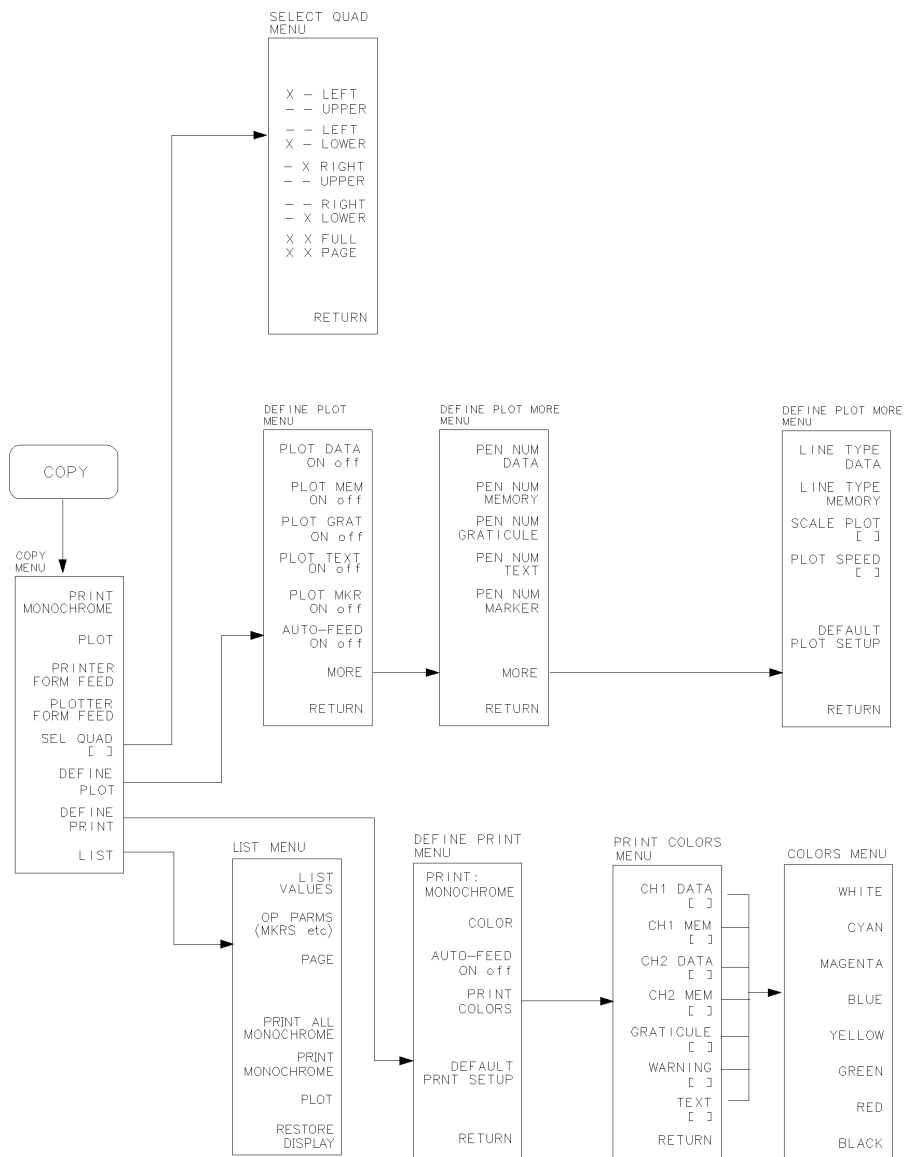 SELECT QUAD
MENU
X - LEFT
- - UPPER
- - LEFT
X - LOWER
- X RIGHT
- - UPPER
- - RIGHT
- X LOWER
X X FULL
X X PAGE
RETURN
COPY
COPY
MENU
PRINT
MONOCHROME
PLOT
PRINTER
FORM FEED
PLOTTER
FORM FEED
SEL QUAD
[ ]
DEFINE
PLOT
DEFINE
PRINT
LIST
DEFINE PLOT
MENU
PLOT DATA
ON off
PLOT MEM
ON off
PLOT GRAT
ON off
PLOT TEXT
ON off
PLOT MKR
ON off
AUTO-FEED
ON off
MORE
RETURN
DEFINE PLOT MORE
MENU
PEN NUM
DATA
PEN NUM
MEMORY
PEN NUM
GRATICULE
PEN NUM
TEXT
PEN NUM
MARKER
MORE
RETURN
DEFINE PLOT MORE
MENU
LINE TYPE
DATA
LINE TYPE
MEMORY
SCALE PLOT
[ ]
PLOT SPEED
[ ]
DEFAULT
PLOT SETUP
RETURN
LIST MENU
LIST
VALUES
OP PARMS
(MKRS etc)
PAGE
PRINT ALL
MONOCHROME
PRINT
MONOCHROME
PLOT
RESTORE
DISPLAY
DEFINE PRINT
MENU
PRINT:
MONOCHROME
COLOR
AUTO-FEED
ON off
PRINT
COLORS
DEFAULT
PRNT SETUP
RETURN
PRINT COLORS
MENU
CH1 DATA
[ ]
CH1 MEM
[ ]
CH2 DATA
[ ]
CH2 MEM
[ ]
GRATICULE
[ ]
WARNING
[ ]
TEXT
[ ]
RETURN
COLORS MENU
WHITE
CYAN
MAGENTA
BLUE
YELLOW
GREEN
RED
BLACK